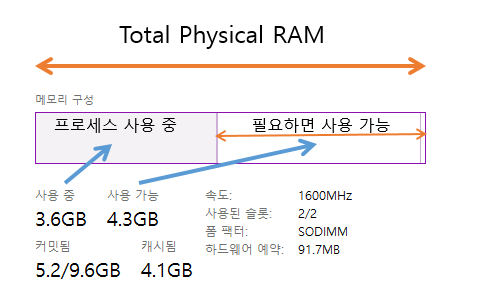 Total Physical RAM
메모리 구성
프로세스 사용 중 필요하면 사용 가능
사용 중 사용 가능
3.6GB 4.3GB
커밋됨 캐시됨
5.2/9.6GB 4.1GB
속도: 1600MHz
사용된 슬롯: 2/2
폼 팩터: SODIMM
하드웨어 예약: 91.7MB